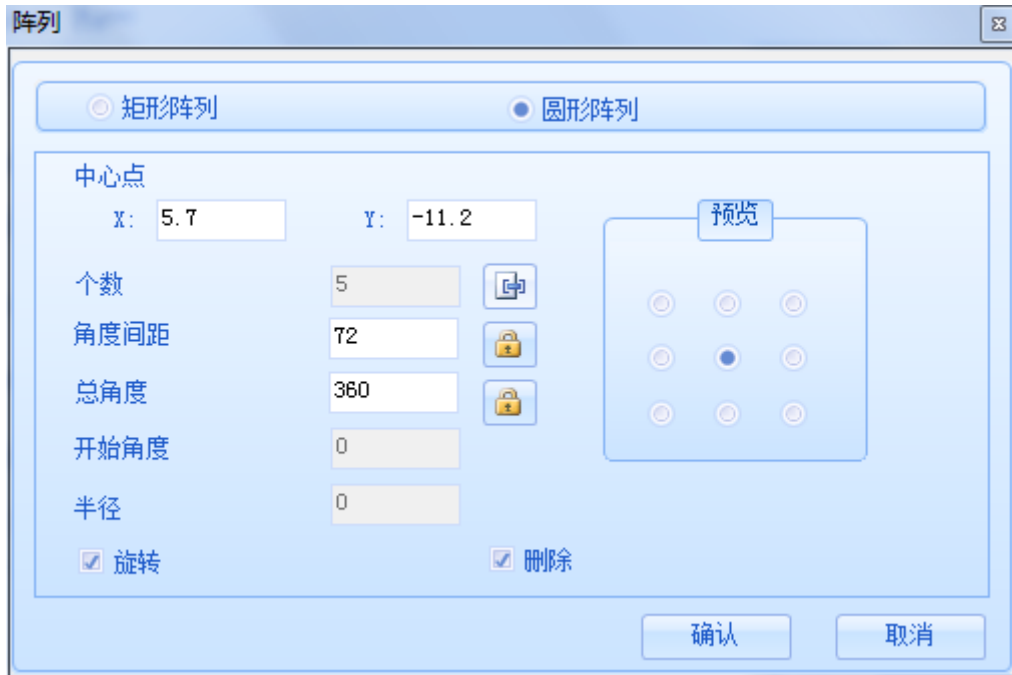 阵列
矩形阵列 圆形阵列
中心点
X: 5.7 Y: -11.2
预览
个数 5
角度间距 72
总角度 360
开始角度 0
半径 0
旋转 删除
确认 取消